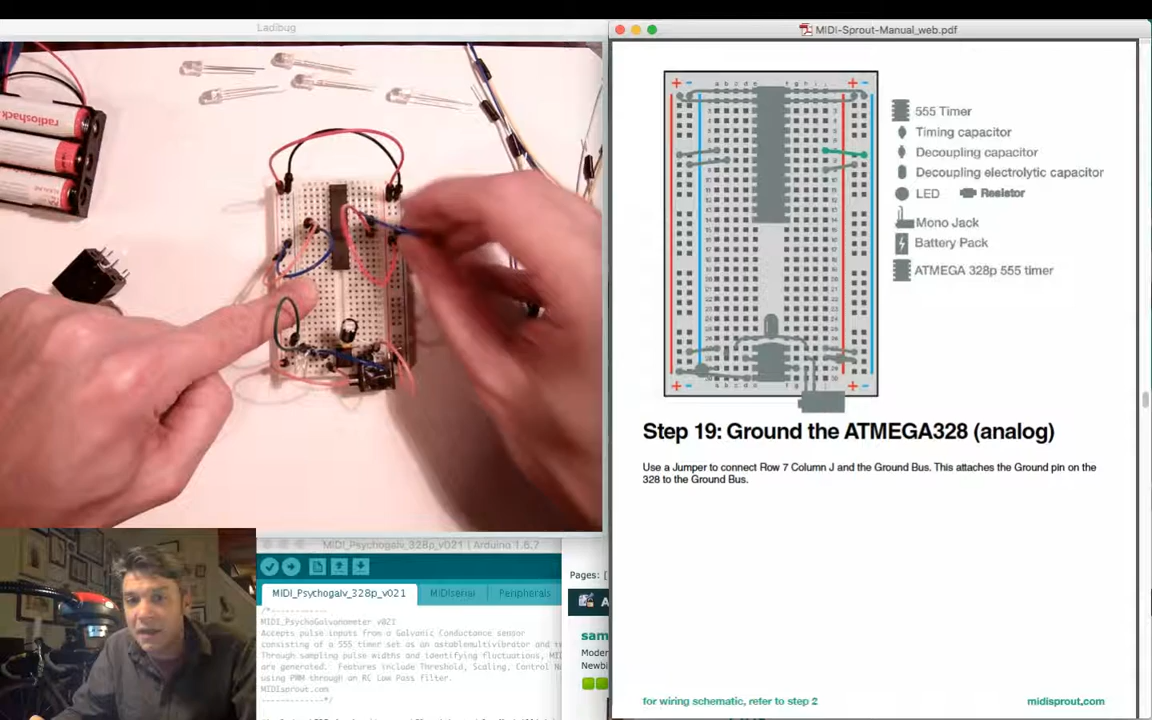 Ladibug
MIDI-Sprout-Manual_web.pdf
radioshack
555 Timer
Timing capacitor
Decoupling capacitor
Decoupling electrolytic capacitor
LED
Resistor
Mono Jack
Battery Pack
ATMEGA 328p 555 timer
Step 19: Ground the ATMEGA328 (analog)
Use a Jumper to connect Row 7 Column J and the Ground Bus. This attaches the Ground pin on the
328 to the Ground Bus.
for wiring schematic, refer to step 2
midisprout.com
MIDI_Psychogalv_328p_v021 | Arduino 1.6.7
MIDI_Psychogalv_328p_v021
MIDIserial
Peripherals
/*------------
MIDI_PsychoGalvanometer v021
Accepts pulse inputs from a Galvanic Conductance sensor
consisting of a 555 timer set as an astablemultivibrator and
Through sampling pulse widths and identifying fluctuations, MID
are generated. Features include Threshold, Scaling, Control
using PWM through an RC Low Pass filter.
MIDIsprout.com
-------------*/
Pages: [
A
sam
Moder
Newbi